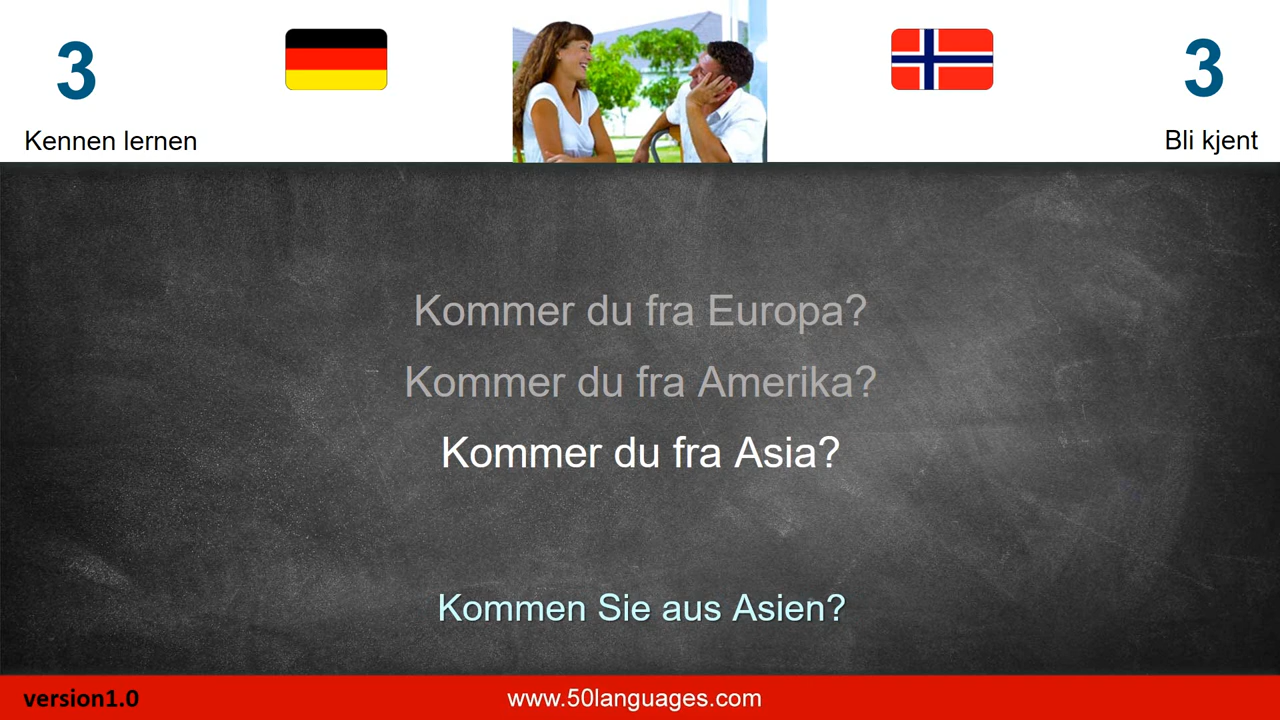 3
3
Kennen lernen
Bli kjent
Kommer du fra Europa?
Kommer du fra Amerika?
Kommer du fra Asia?
Kommen Sie aus Asien?
version1.0
www.50languages.com